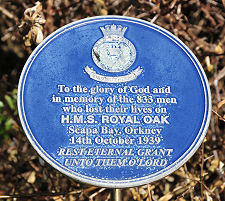 To the glory of God and
in memory of the 833 men
who lost their lives on
H.M.S. ROYAL OAK
Scapa Bay, Orkney
14th October 1939
REST ETERNAL GRANT
UNTO THEM O LORD